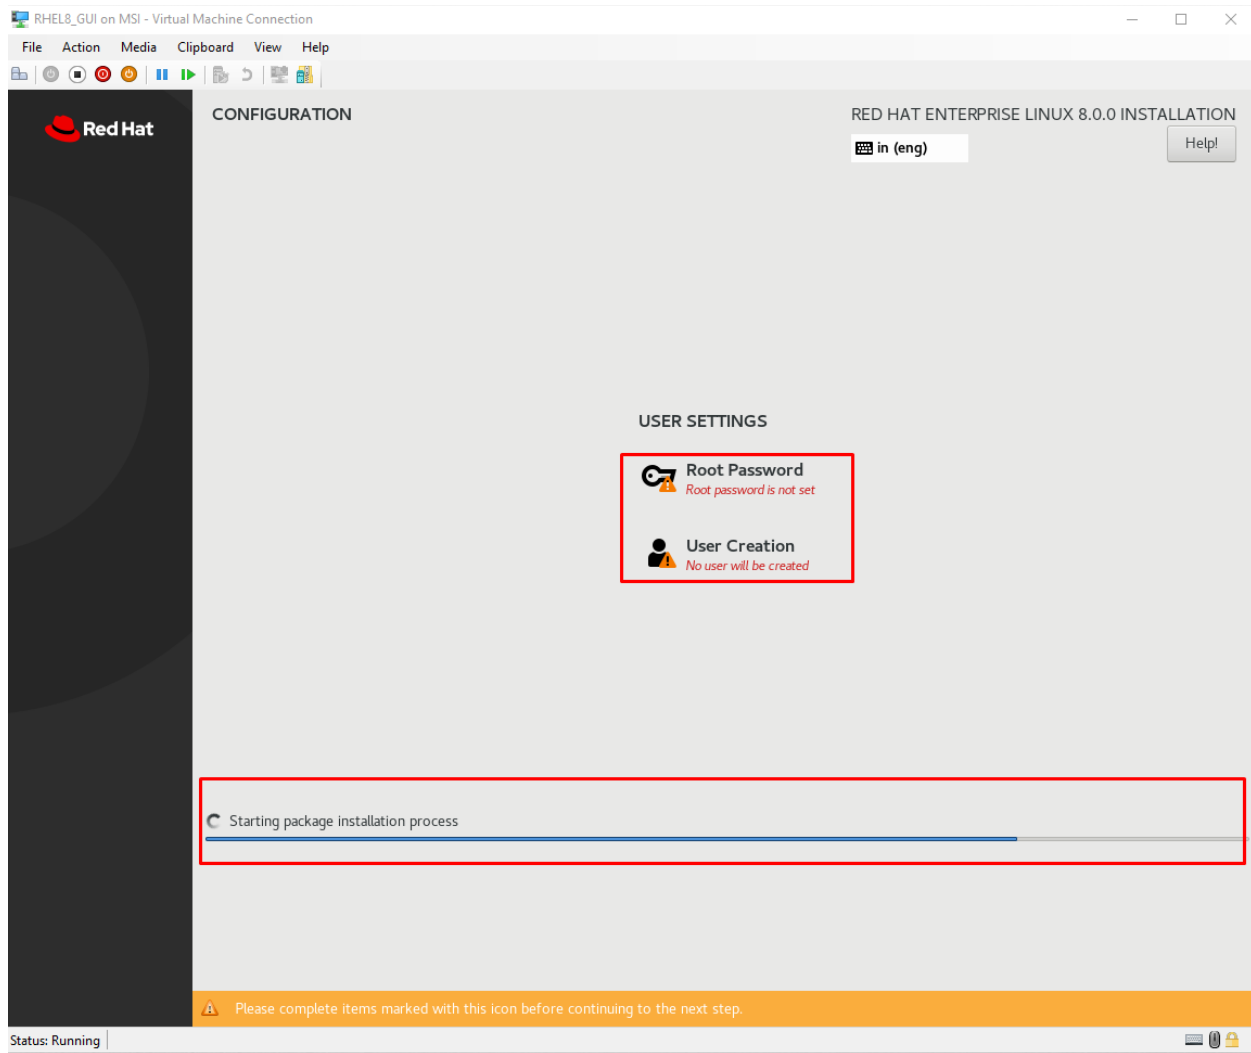 RHEL8_GUI on MSI - Virtual Machine Connection
File Action Media Clipboard View Help
Red Hat
CONFIGURATION
RED HAT ENTERPRISE LINUX 8.0.0 INSTALLATION
in (eng)
Help!
USER SETTINGS
Root Password
Root password is not set
User Creation
No user will be created
Starting package installation process
Please complete items marked with this icon before continuing to the next step.
Status: Running